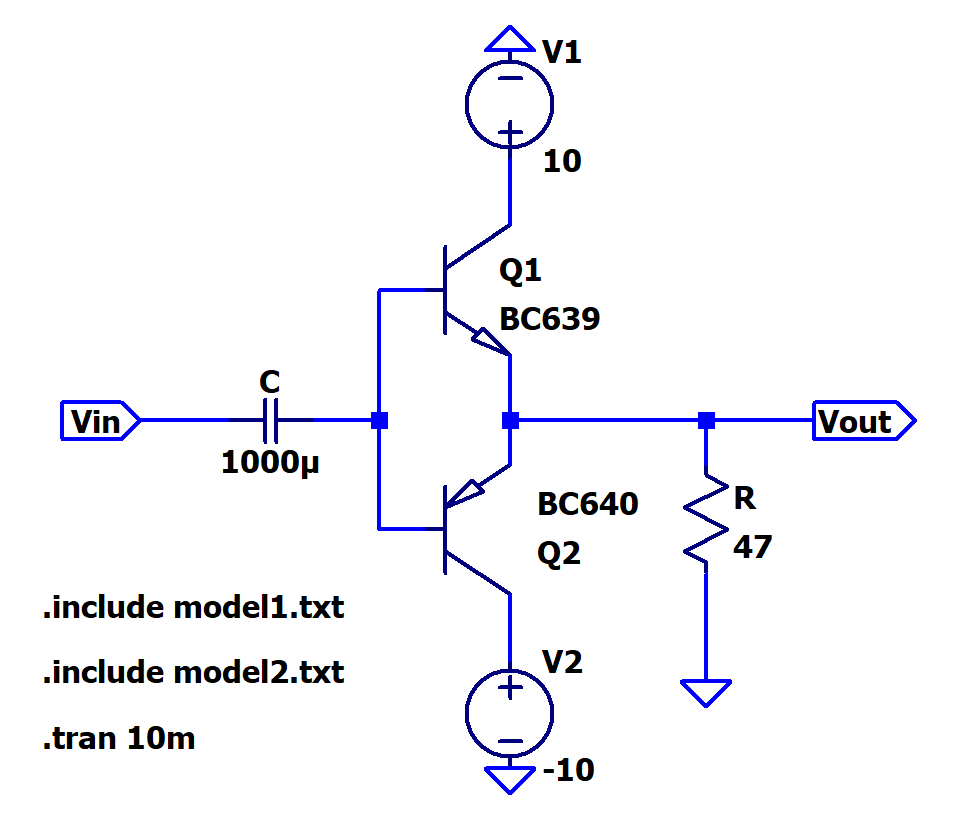 V1
10
Q1
BC639
C
Vin
1000µ
Vout
R
47
BC640
Q2
.include model1.txt
.include model2.txt
.tran 10m
V2
-10